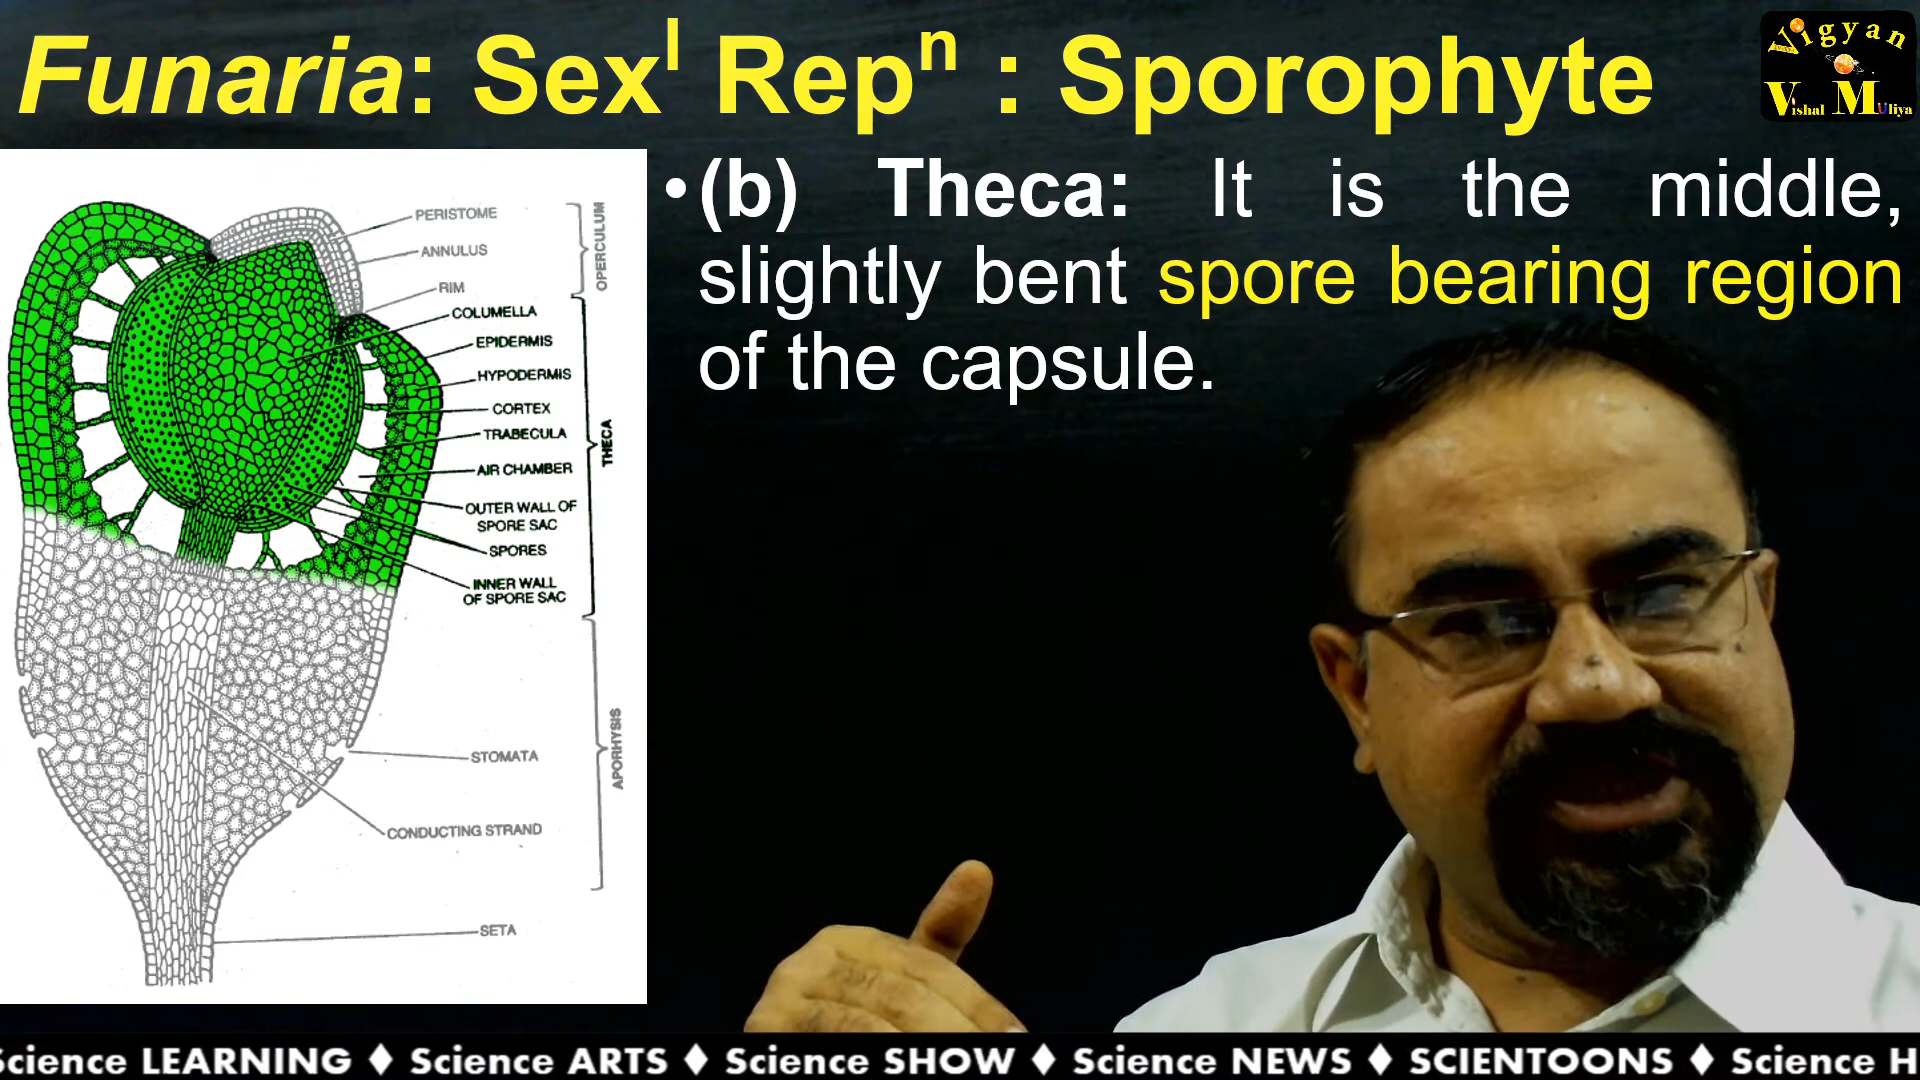 Funaria: Sexl Repn : Sporophyte
Vigyan
Vishal Muliya
•(b) Theca: It is the middle,
slightly bent spore bearing region
of the capsule.
PERISTOME
ANNULUS
RIM
OPERCULUM
COLUMELLA
EPIDERMIS
HYPODERMIS
CORTEX
TRABECULA
AIR CHAMBER
OUTER WALL OF
SPORE SAC
SPORES
INNER WALL
OF SPORE SAC
THECA
STOMATA
CONDUCTING STRAND
APORHYSIS
SETA
Science LEARNING ♦ Science ARTS ♦ Science SHOW ♦ Science NEWS ♦ SCIENTOONS ♦ Science H